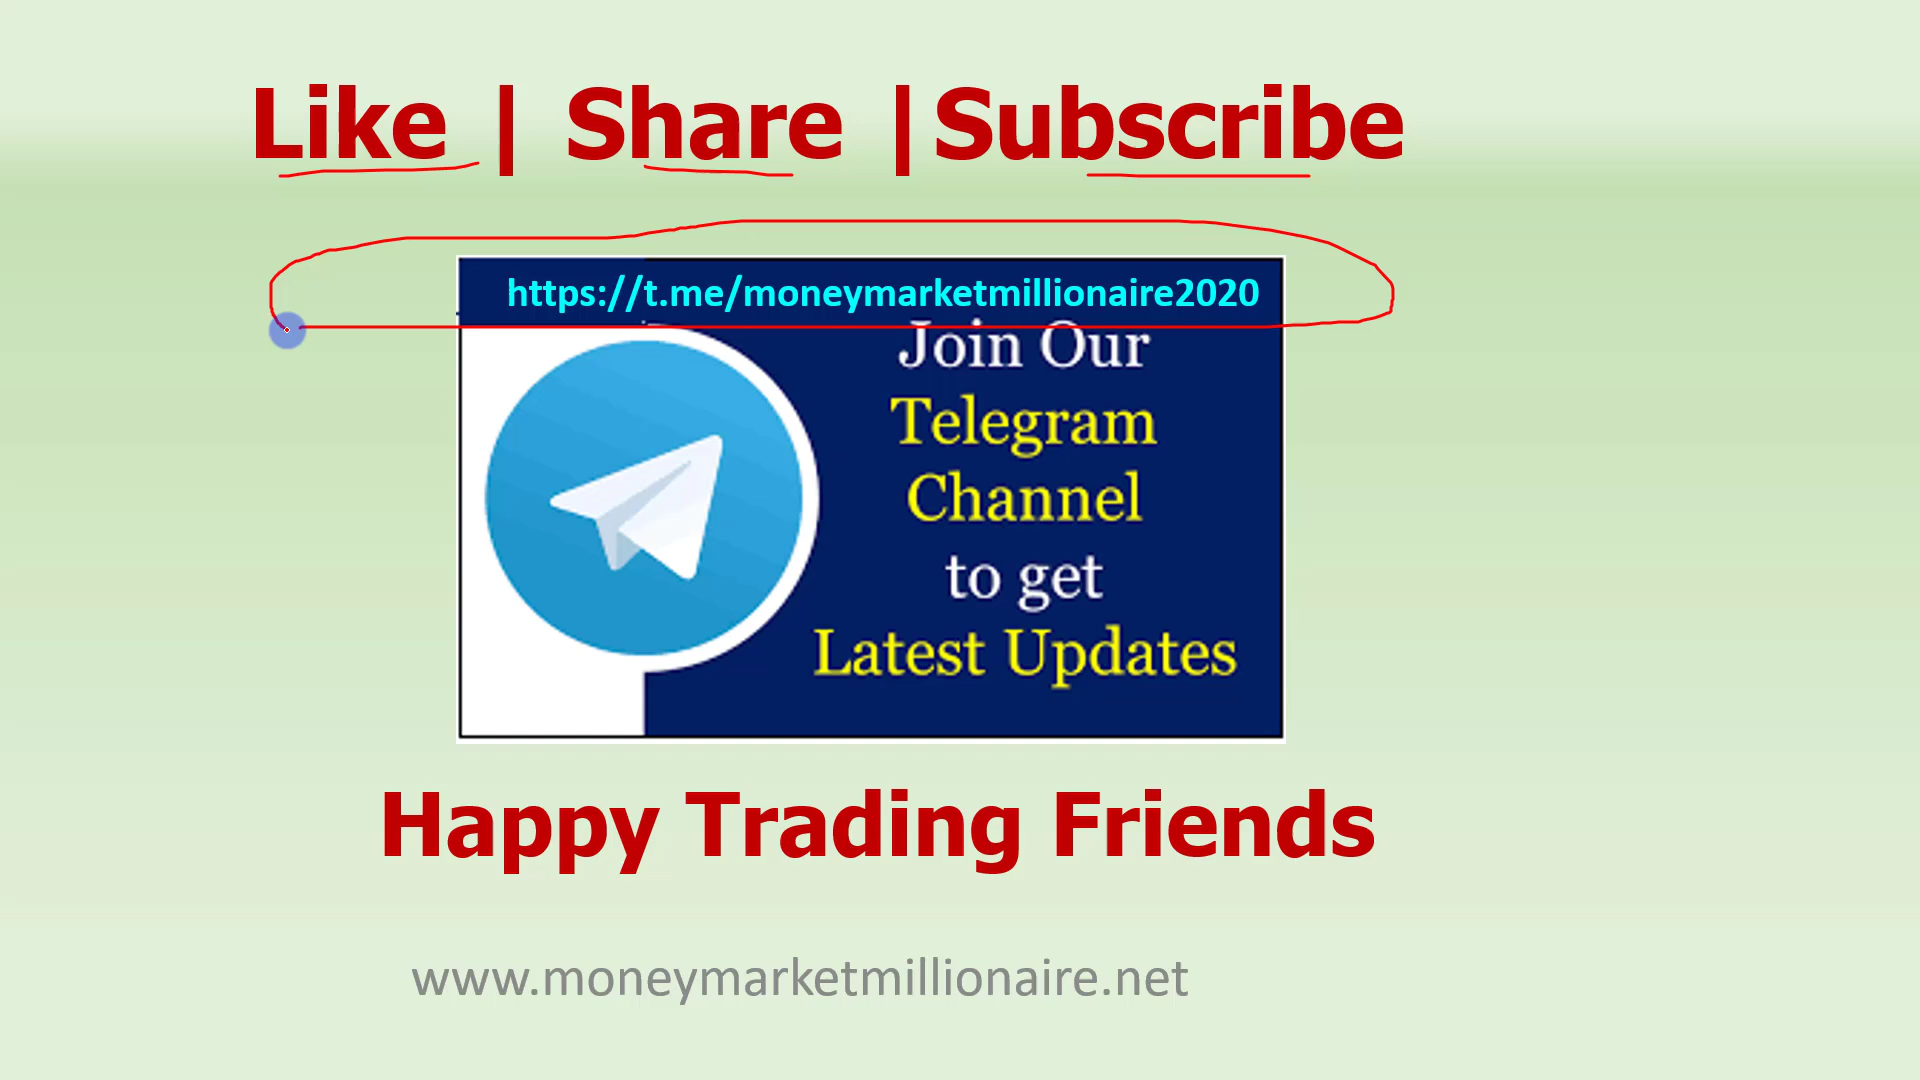 Like | Share |Subscribe
https://t.me/moneymarketmillionaire2020
Join Our
Telegram
Channel
to get
Latest Updates
Happy Trading Friends
www.moneymarketmillionaire.net